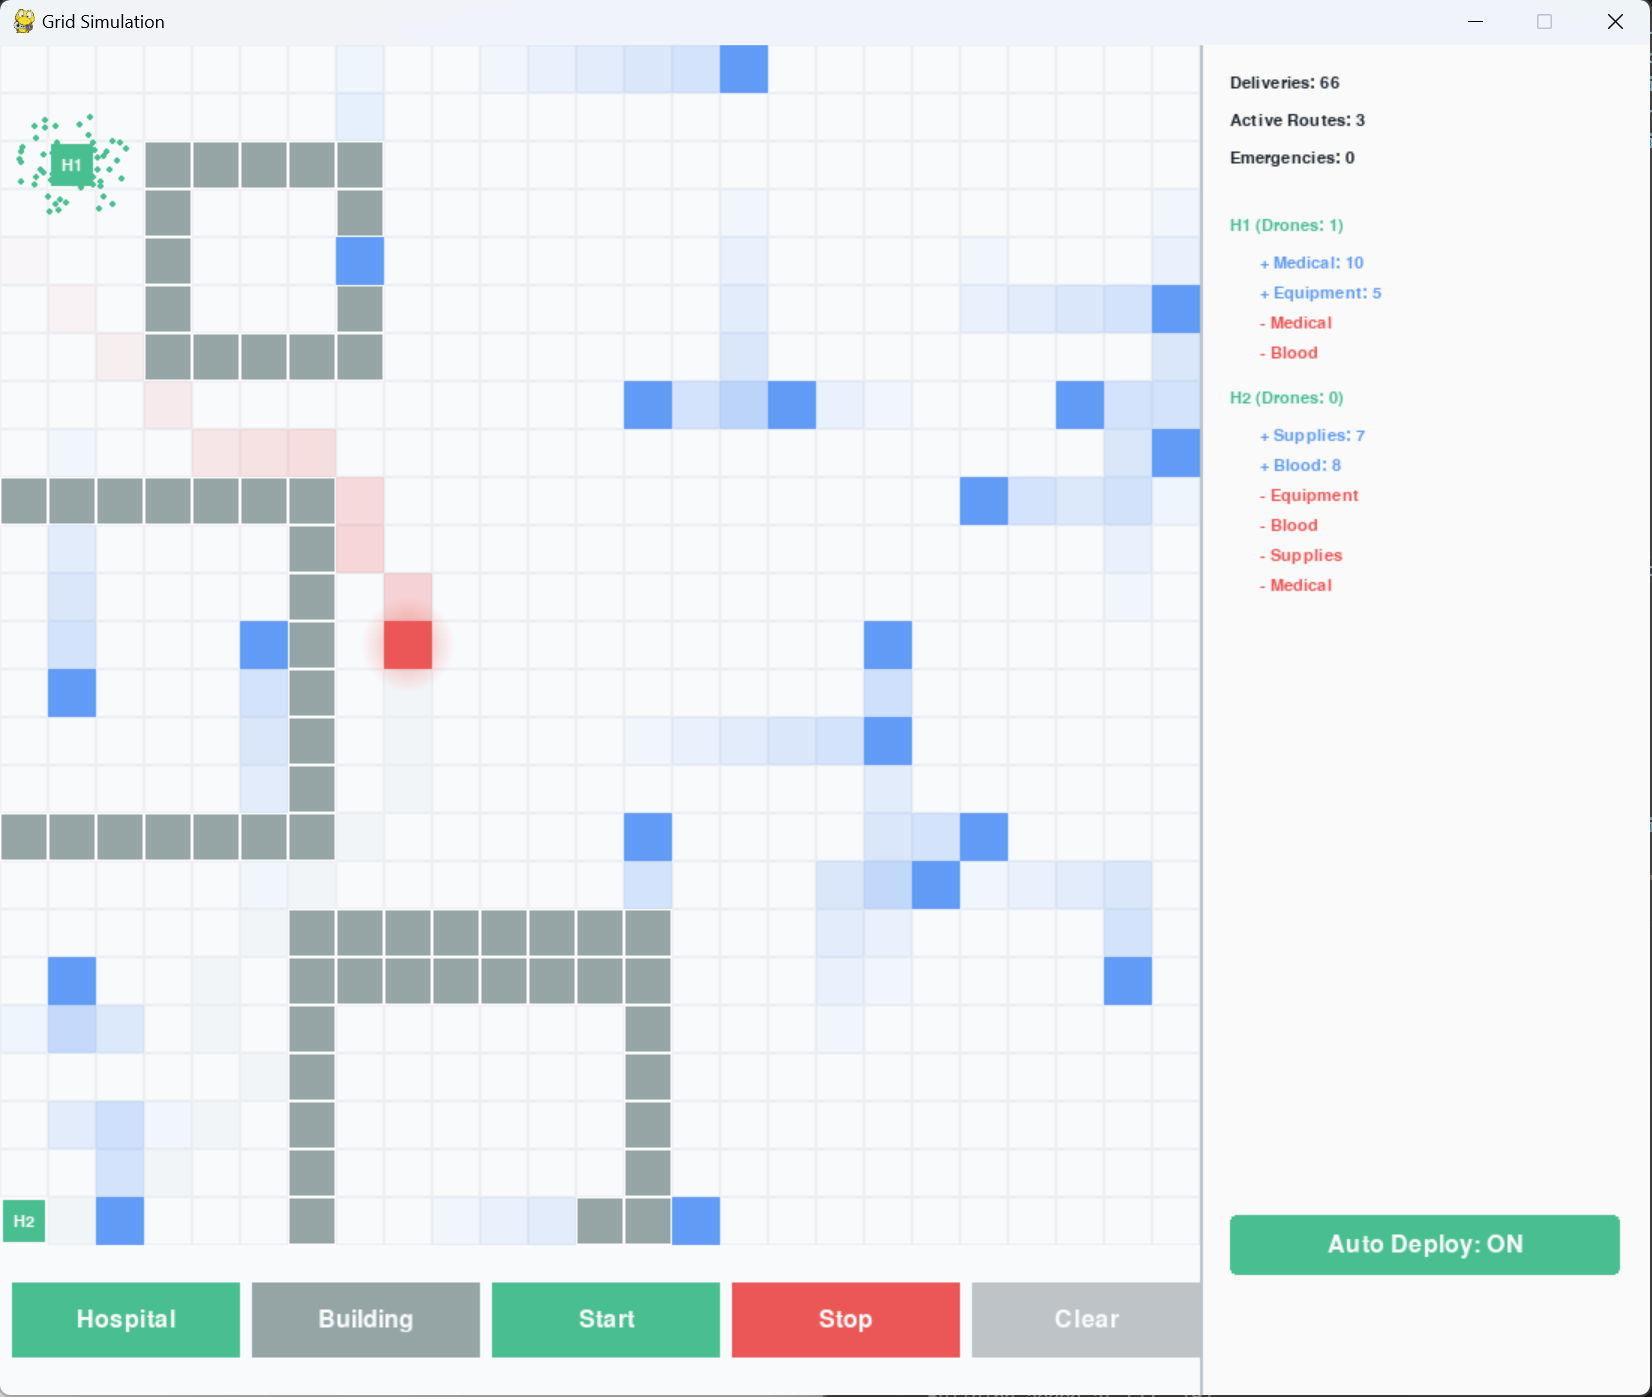 Grid Simulation
H1
H2
Deliveries: 66
Active Routes: 3
Emergencies: 0
H1 (Drones: 1)
+ Medical: 10
+ Equipment: 5
- Medical
- Blood
H2 (Drones: 0)
+ Supplies: 7
+ Blood: 8
- Equipment
- Blood
- Supplies
- Medical
Auto Deploy: ON
Hospital
Building
Start
Stop
Clear